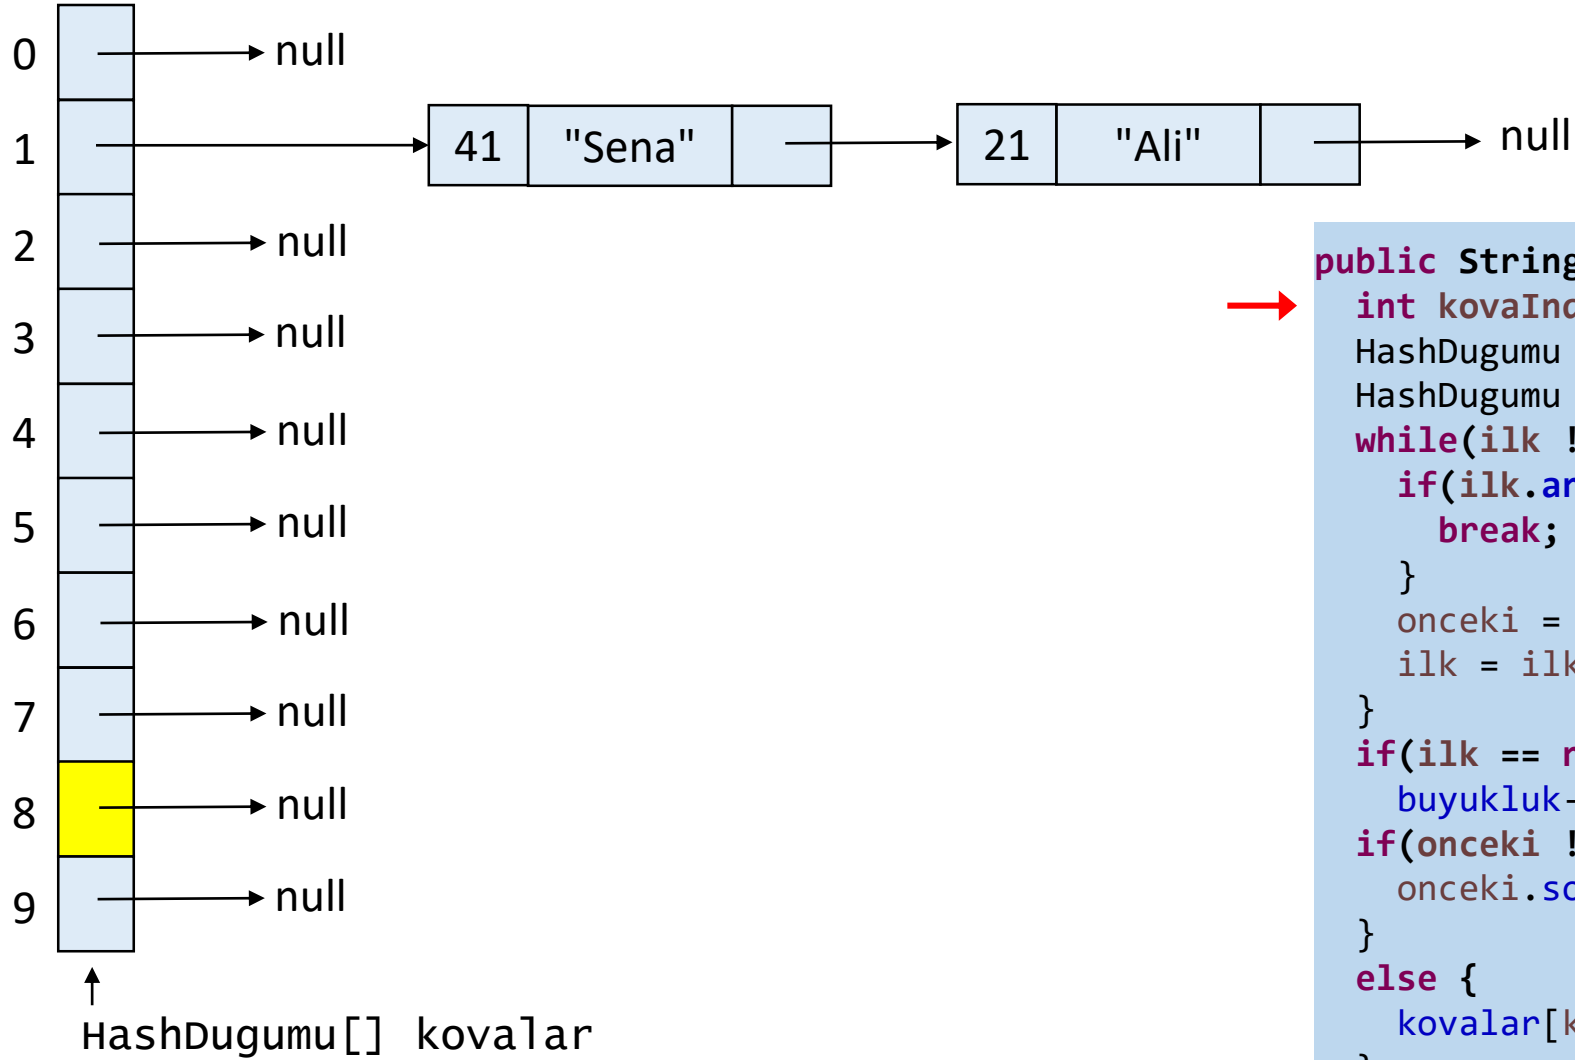 0 null
1 41 "Sena" 21 "Ali" null
2 null
3 null
4 null
5 null
6 null
7 null
8 null
9 null
HashDugumu[] kovalar
public String
int kovaInd
HashDugumu
HashDugumu
while(ilk !
if(ilk.an
break;
}
onceki =
ilk = ilk
}
if(ilk == n
buyukluk-
if(onceki !
onceki.so
}
else {
kovalar[k
}